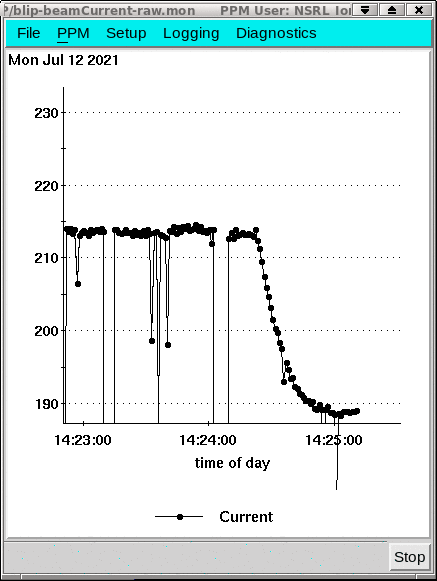 P/blip-beamCurrent-raw.mon PPM User: NSRL Ion
File PPM Setup Logging Diagnostics
Mon Jul 12 2021
230
220
210
200
190
14:23:00 14:24:00 14:25:00
time of day
Current
Stop